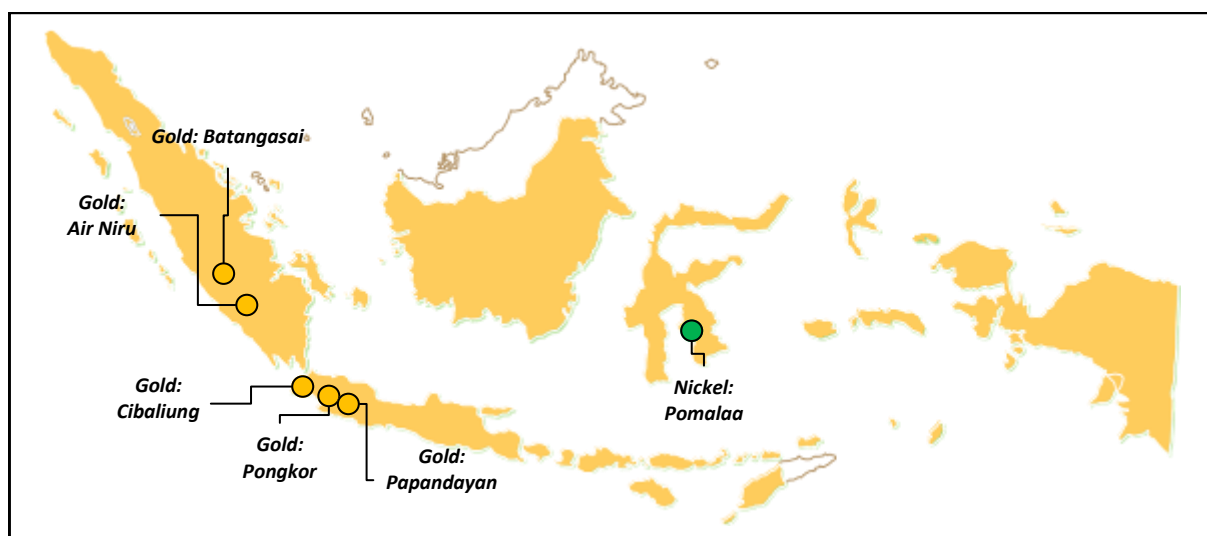 Gold: Batangasai
Gold:
Air Niru
Gold:
Cibaliung
Gold:
Pongkor
Gold:
Papandayan
Nickel:
Pomalaa